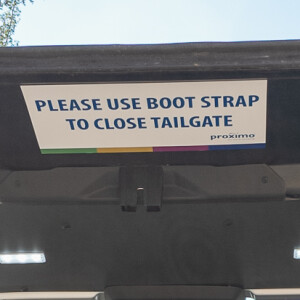 PLEASE USE BOOT STRAP
TO CLOSE TAILGATE
proximo